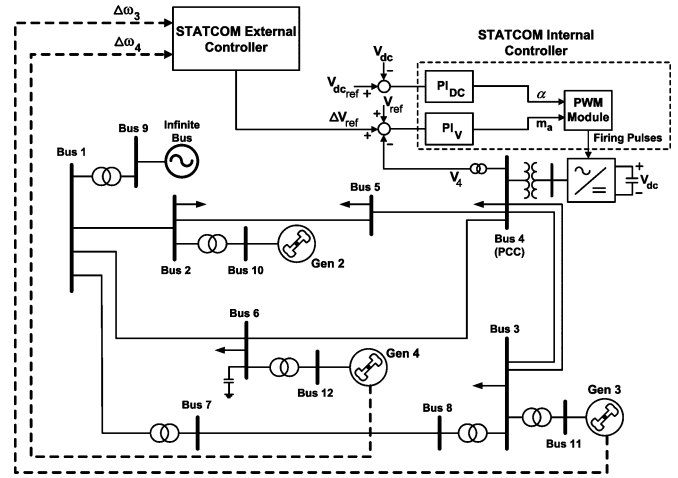 Δω3
Δω4
STATCOM External
Controller
STATCOM Internal
Controller
Vdc
−
Vdcref +
PIDC
α
PWM
Module
Vref
+
ΔVref
+
−
PIV
ma
Firing Pulses
V4
+
Vdc
−
Infinite
Bus
Bus 9
Bus 1
Bus 5
Bus 4
(PCC)
Bus 2
Bus 10
Gen 2
Bus 6
Gen 4
Bus 12
Bus 3
Gen 3
Bus 7
Bus 8
Bus 11